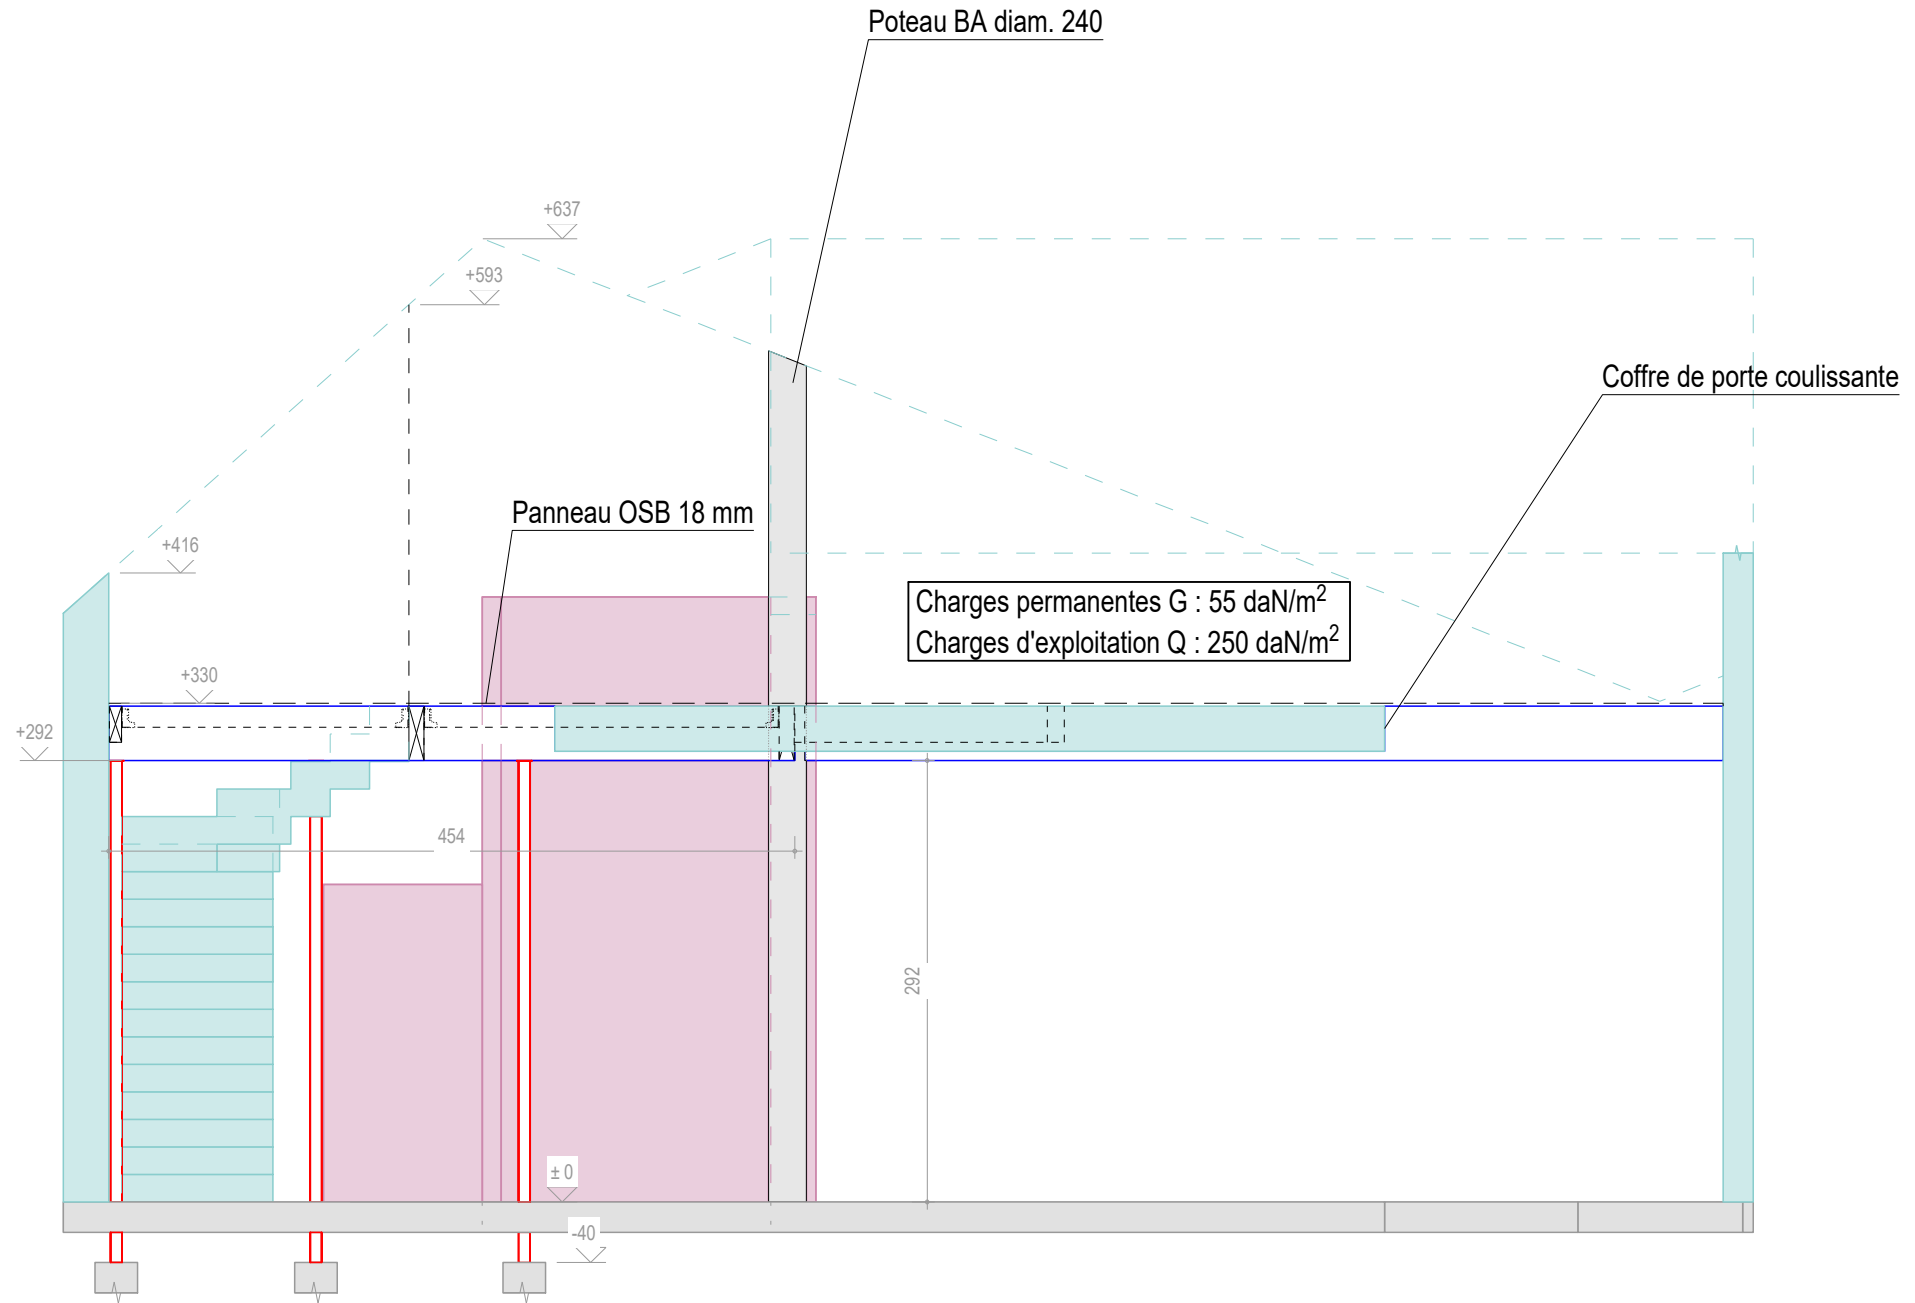 Poteau BA diam. 240
+637
+593
Coffre de porte coulissante
Panneau OSB 18 mm
+416
Charges permanentes G : 55 daN/m²
Charges d'exploitation Q : 250 daN/m²
+330
+292
454
292
± 0
-40